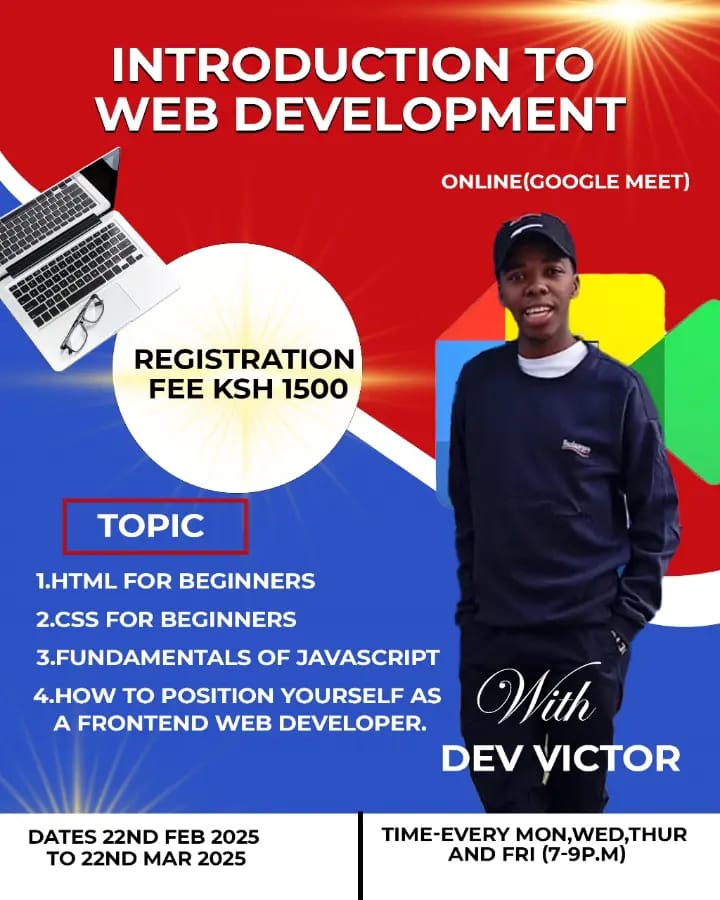 INTRODUCTION TO
WEB DEVELOPMENT
ONLINE(GOOGLE MEET)
REGISTRATION
FEE KSH 1500
TOPIC
1.HTML FOR BEGINNERS
2.CSS FOR BEGINNERS
3.FUNDAMENTALS OF JAVASCRIPT
4.HOW TO POSITION YOURSELF AS
A FRONTEND WEB DEVELOPER.
With
DEV VICTOR
DATES 22ND FEB 2025
TO 22ND MAR 2025
TIME-EVERY MON,WED,THUR
AND FRI (7-9P.M)